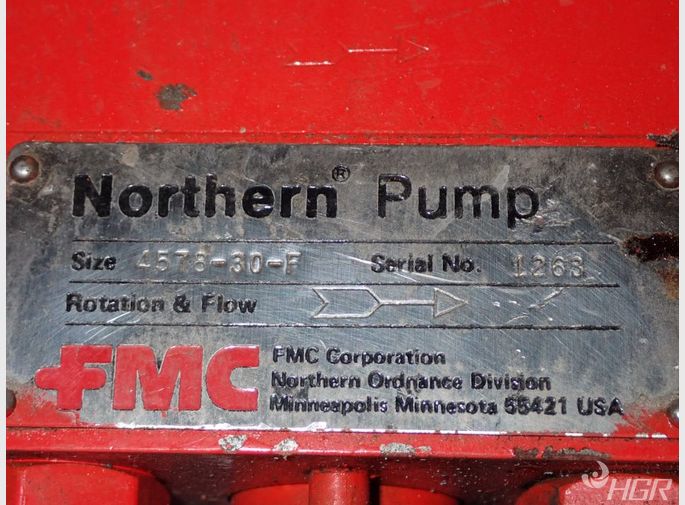 Northern® Pump
Size 4578-30-F Serial No. 1263
Rotation & Flow
FMC FMC Corporation
Northern Ordnance Division
Minneapolis Minnesota 55421 USA
HGR